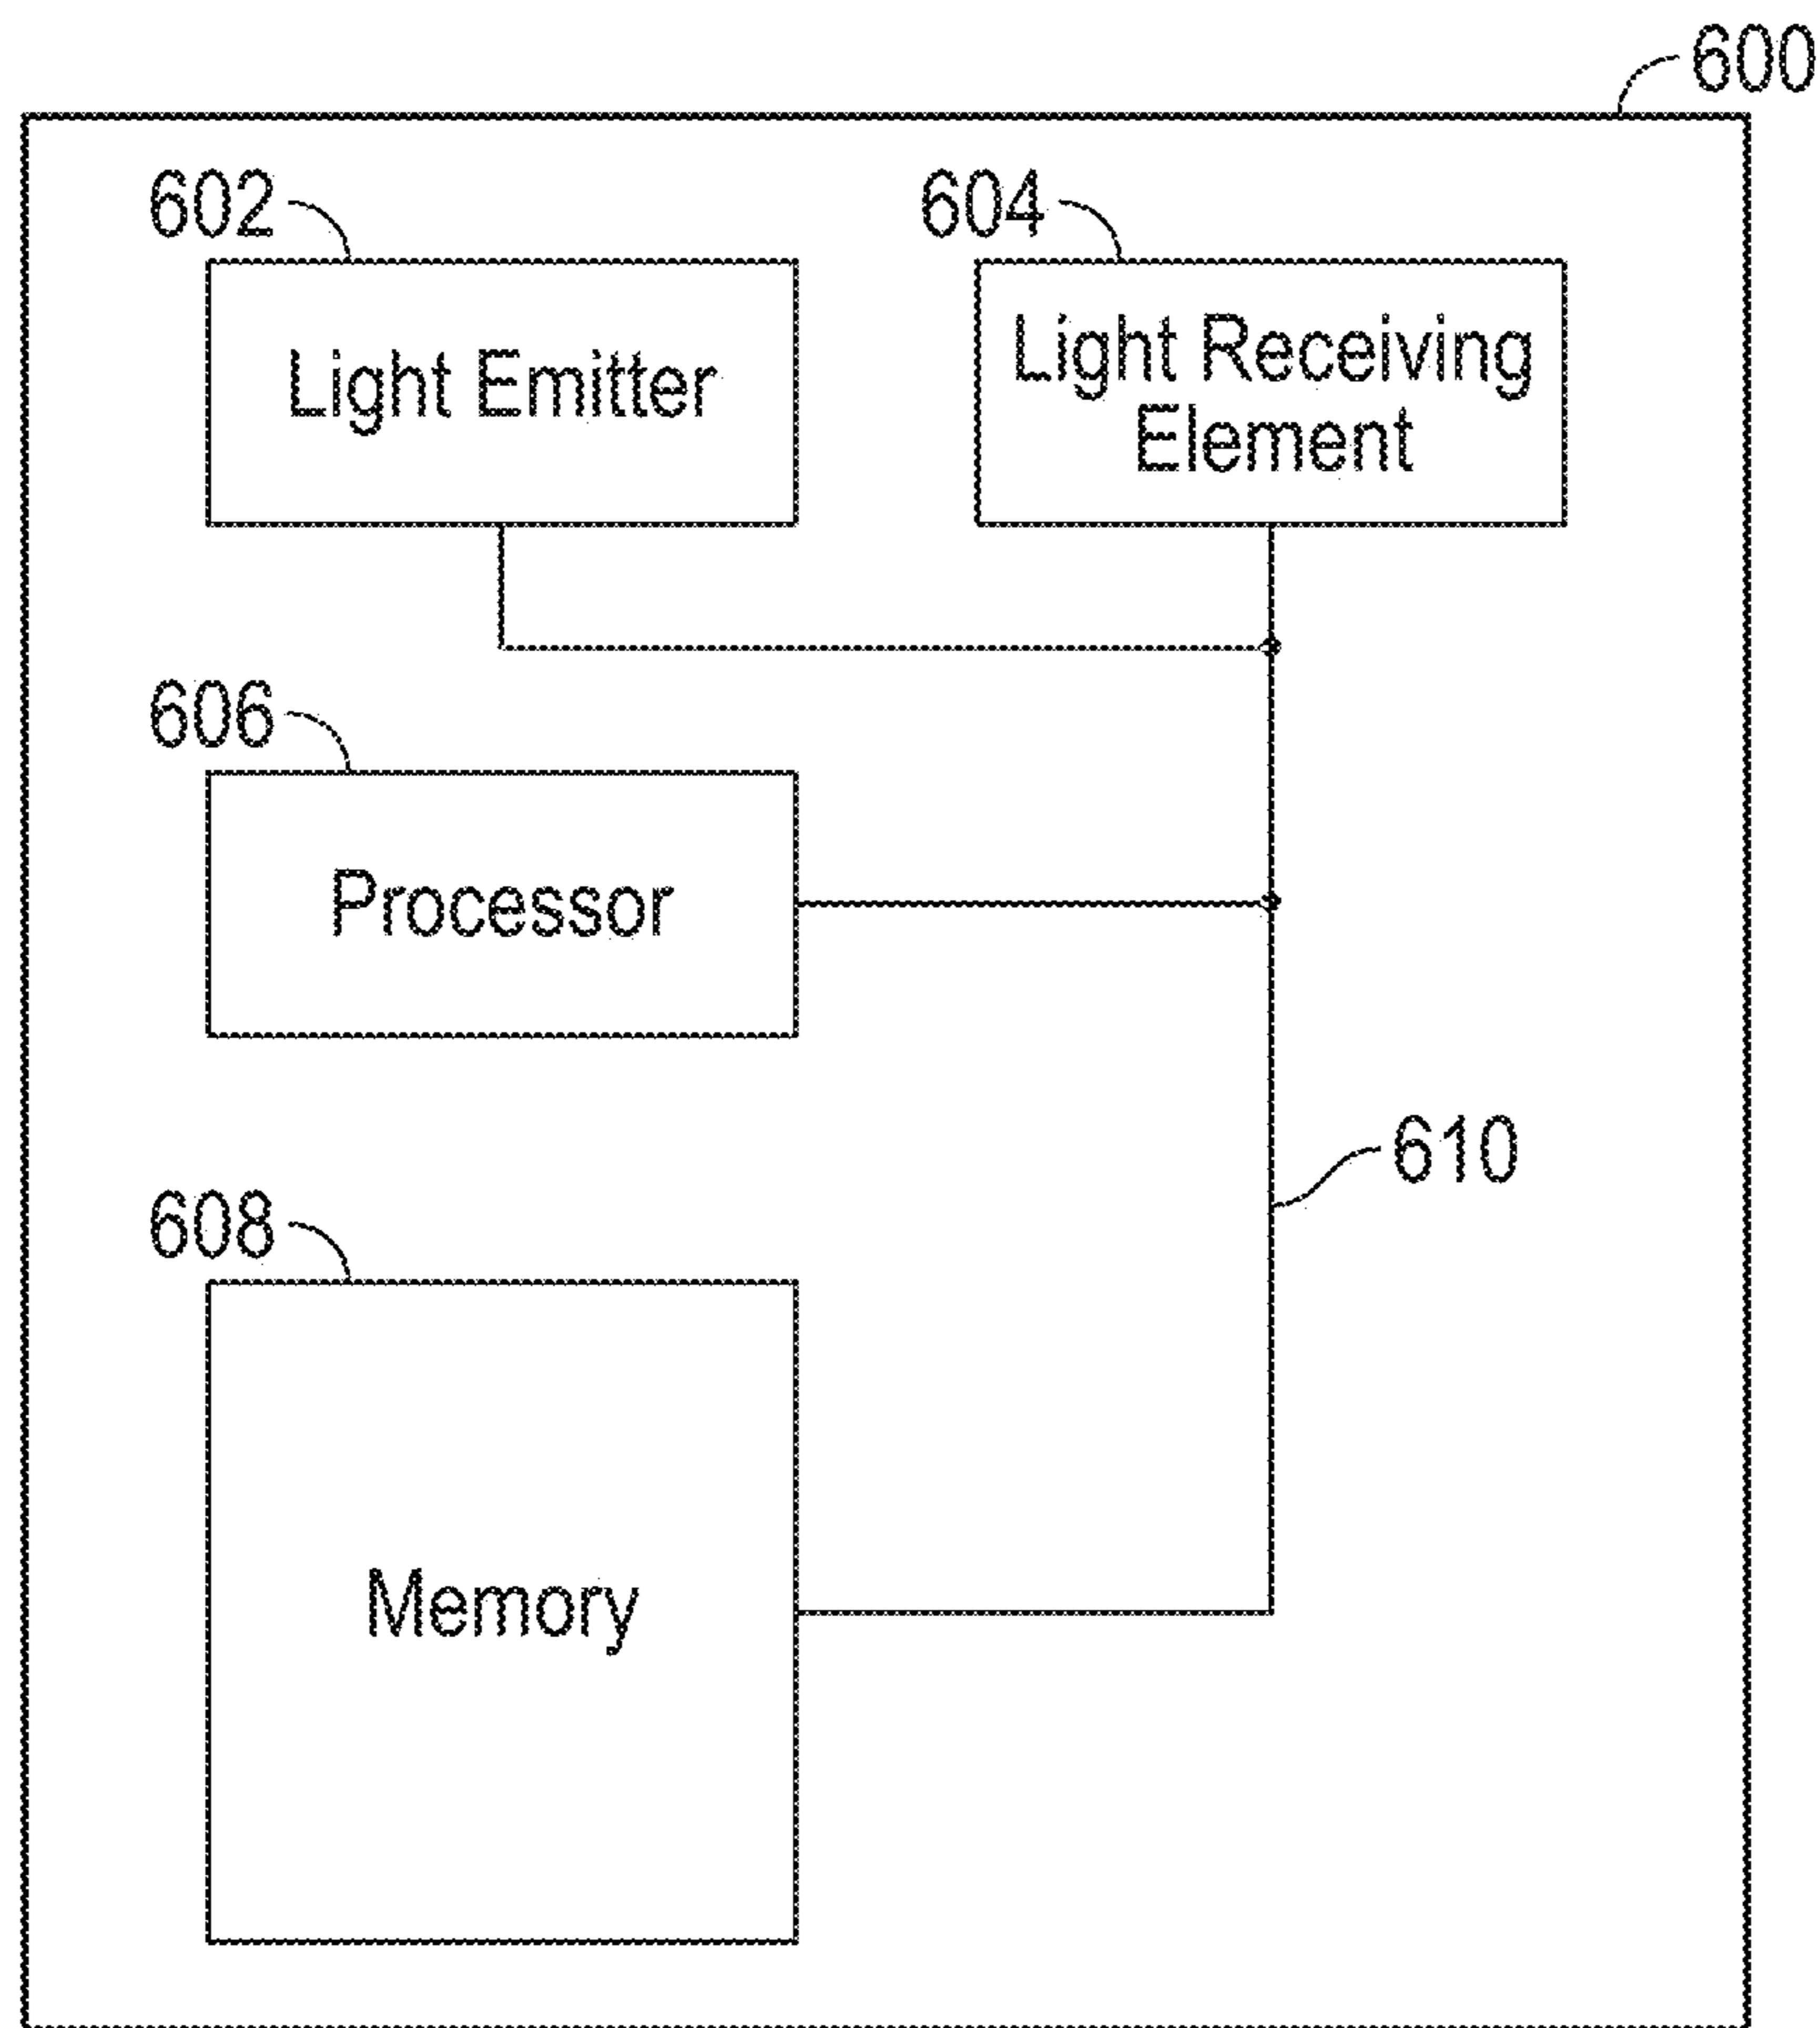 600
602
604
Light Emitter
Light Receiving
Element
606
Processor
610
608
Memory